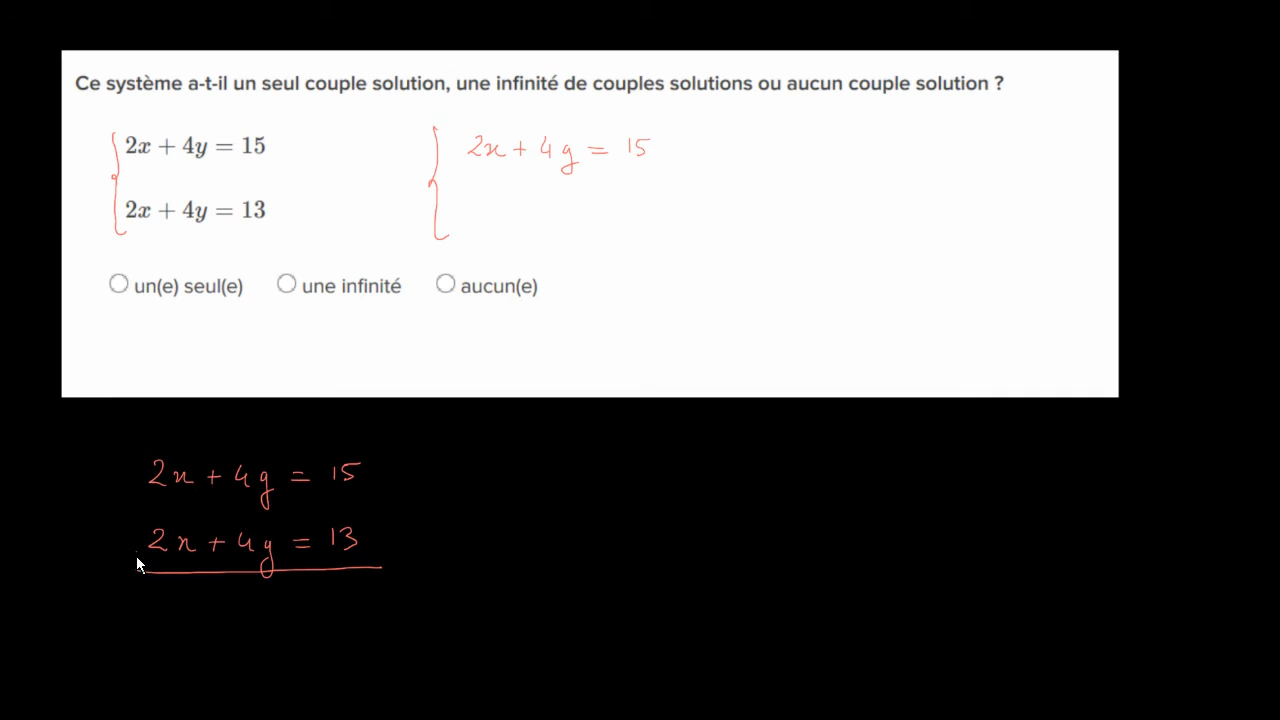 Ce système a-t-il un seul couple solution, une infinité de couples solutions ou aucun couple solution ?
2x + 4y = 15
2x + 4y = 15
2x + 4y = 13
un(e) seul(e) une infinité aucun(e)
2x + 4y = 15
2x + 4y = 13